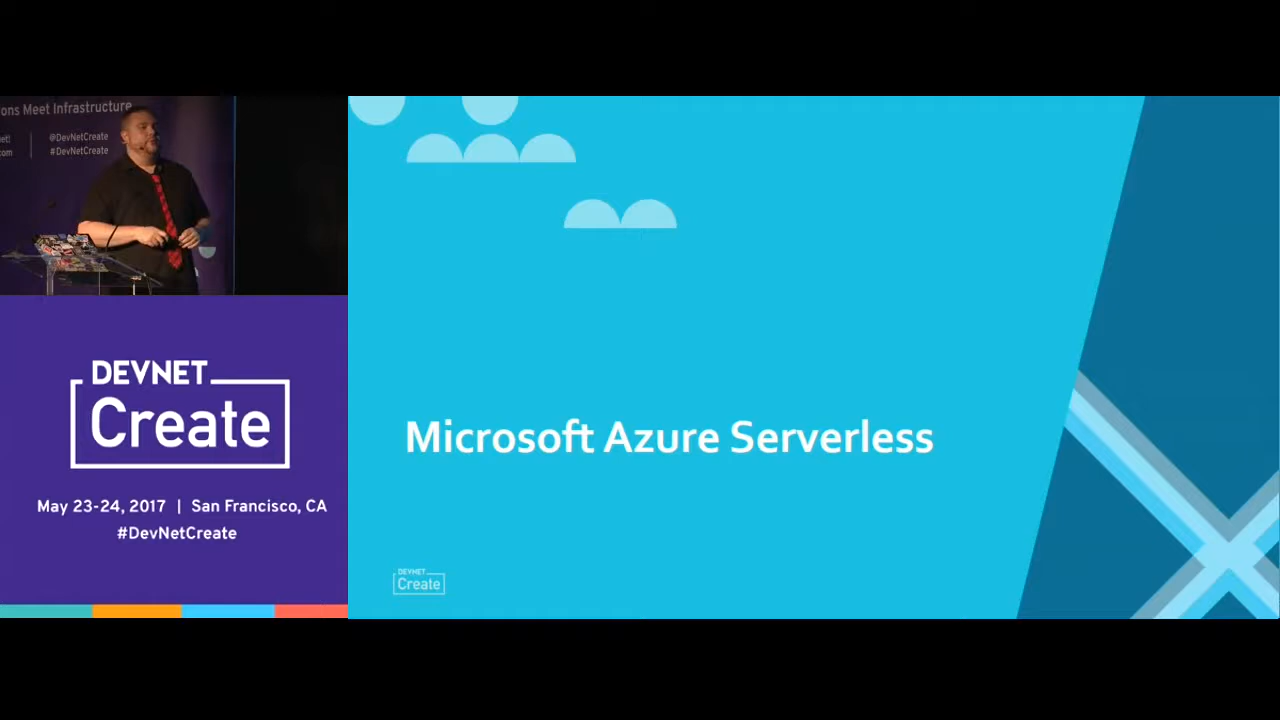 ons Meet Infrastructure
@DevNetCreate
#DevNetCreate
DEVNET
Create
May 23-24, 2017 | San Francisco, CA
#DevNetCreate
Microsoft Azure Serverless
DEVNET
Create